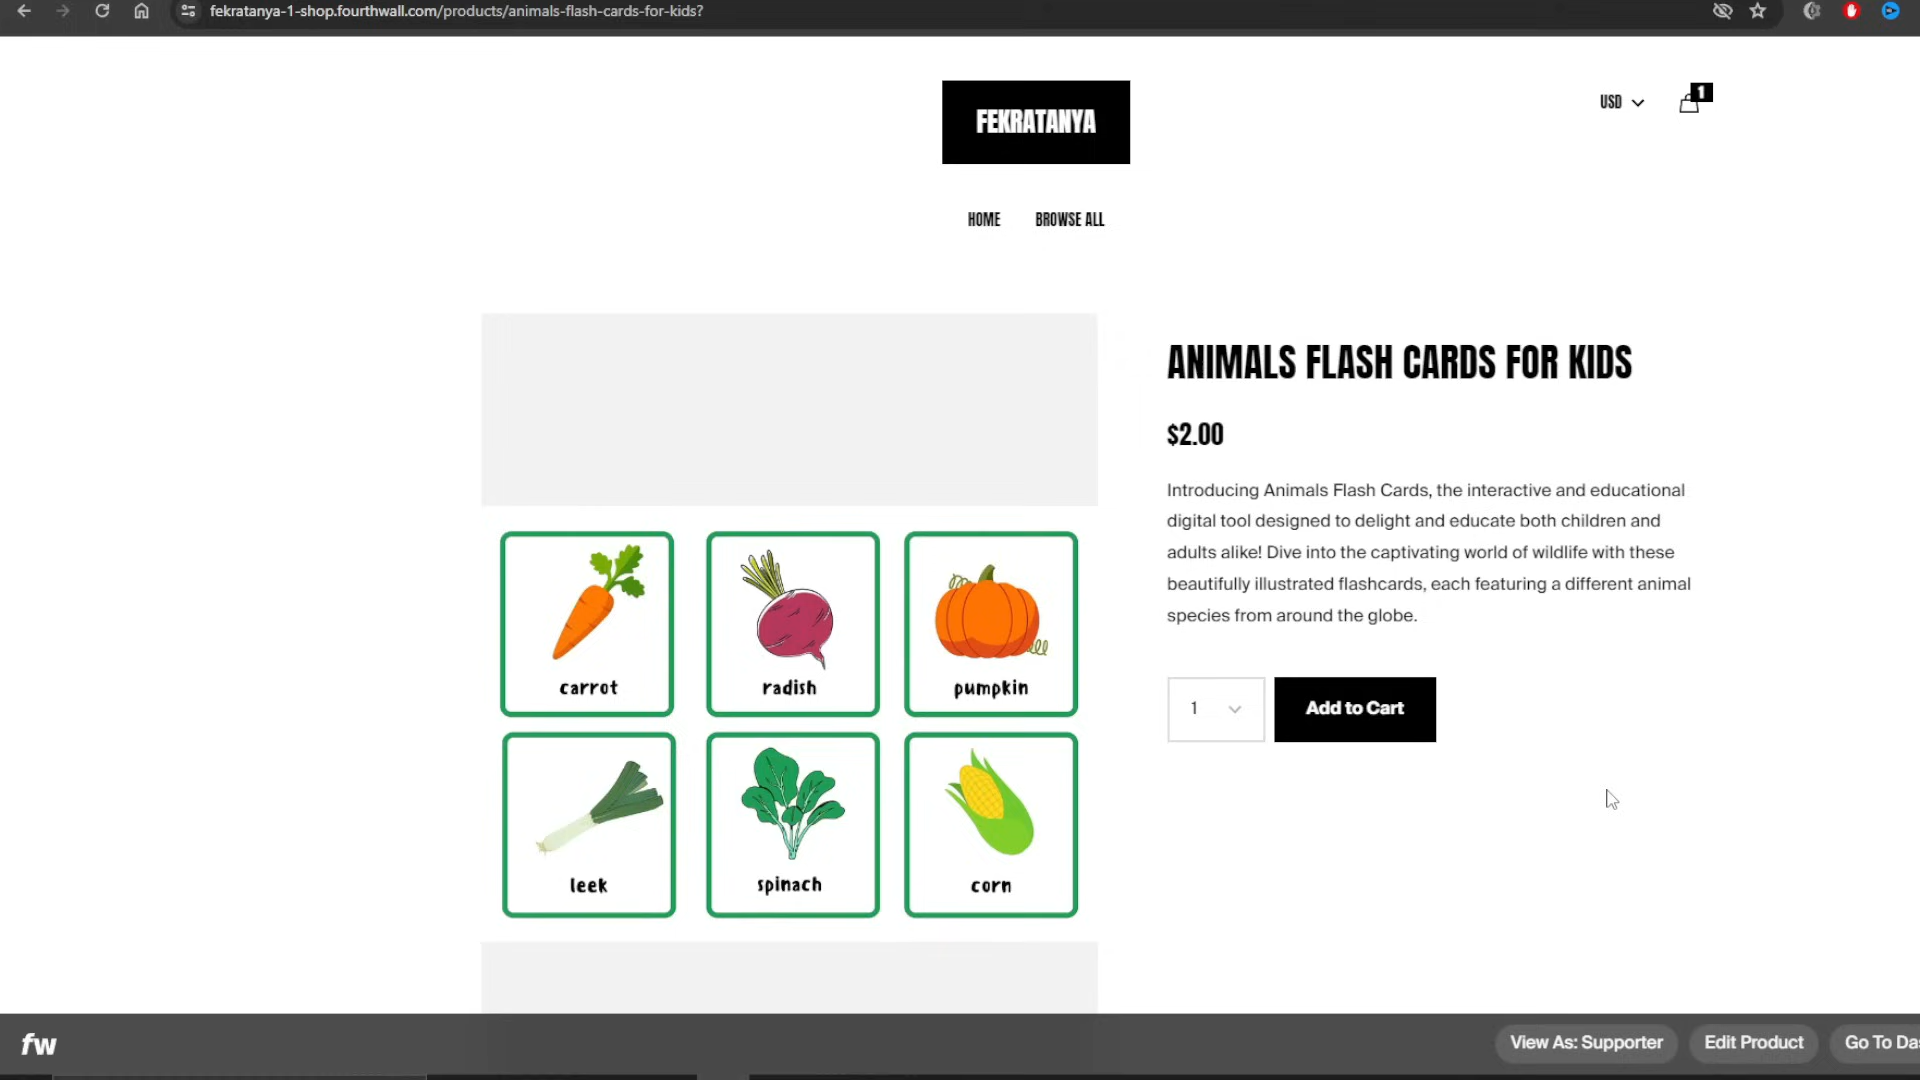 fekratanya-1-shop.fourthwall.com/products/animals-flash-cards-for-kids?
FEKRATANYA
USD
1
HOME
BROWSE ALL
ANIMALS FLASH CARDS FOR KIDS
$2.00
Introducing Animals Flash Cards, the interactive and educational
digital tool designed to delight and educate both children and
adults alike! Dive into the captivating world of wildlife with these
beautifully illustrated flashcards, each featuring a different animal
species from around the globe.
1
Add to Cart
carrot
radish
pumpkin
leek
spinach
corn
fw
View As: Supporter
Edit Product
Go To Da